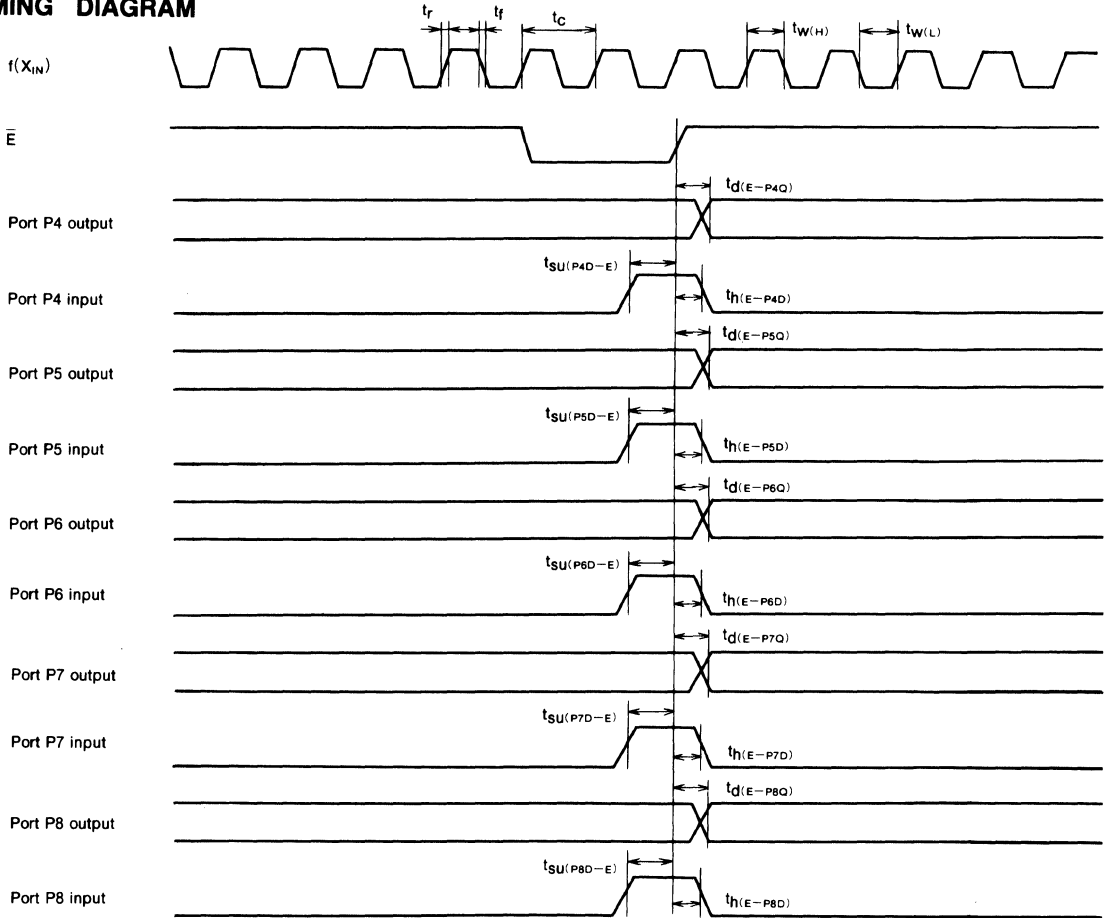 MING DIAGRAM
tr tf tc tW(H) tW(L)
f(XIN)
E̅
td(E−P4Q)
Port P4 output
tsu(P4D−E)
Port P4 input
th(E−P4D)
td(E−P5Q)
Port P5 output
tsu(P5D−E)
Port P5 input
th(E−P5D)
td(E−P6Q)
Port P6 output
tsu(P6D−E)
Port P6 input
th(E−P6D)
td(E−P7Q)
Port P7 output
tsu(P7D−E)
Port P7 input
th(E−P7D)
td(E−P8Q)
Port P8 output
tsu(P8D−E)
Port P8 input
th(E−P8D)